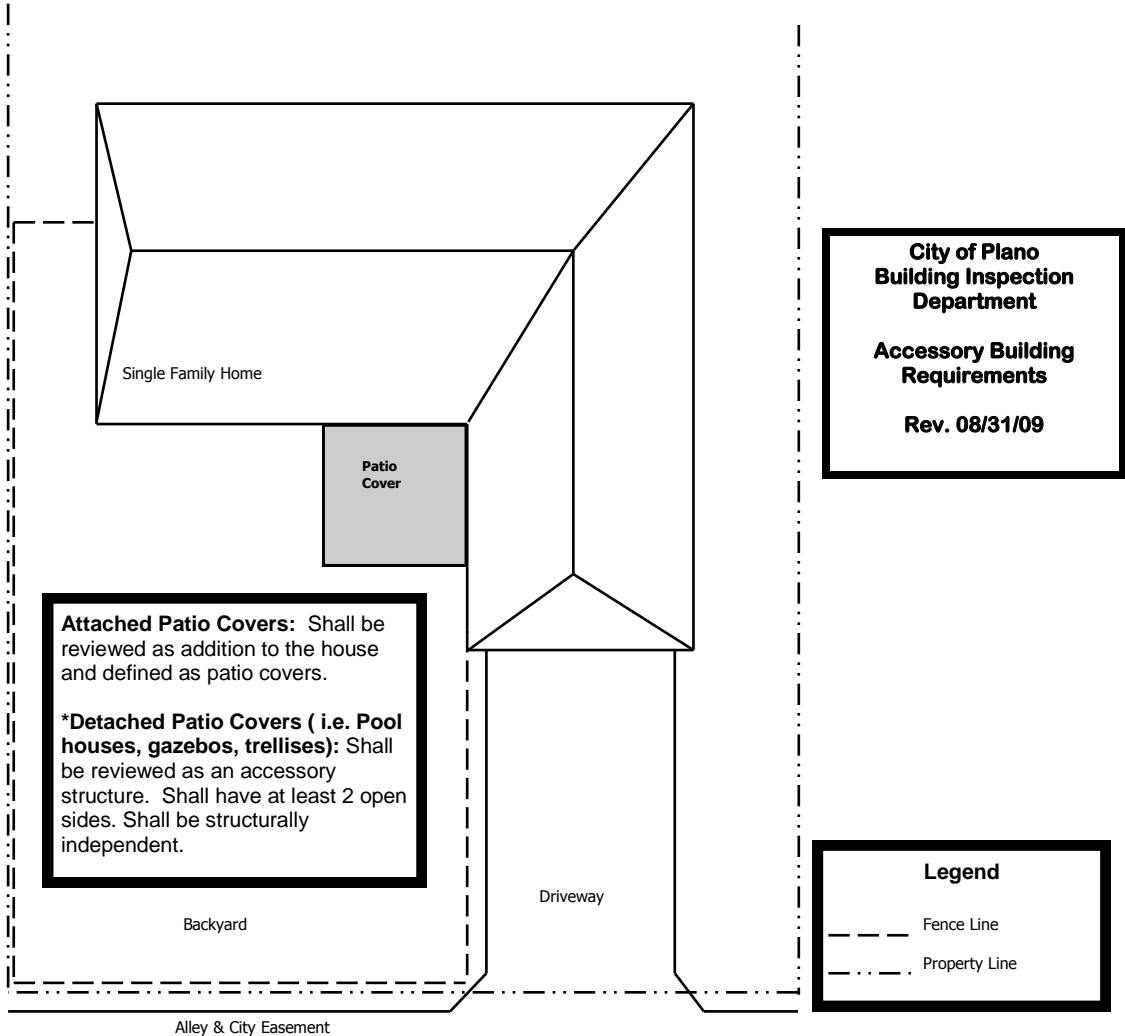 City of Plano
Building Inspection
Department
Accessory Building
Requirements
Rev. 08/31/09
Single Family Home
Patio
Cover
Attached Patio Covers: Shall be
reviewed as addition to the house
and defined as patio covers.
*Detached Patio Covers ( i.e. Pool
houses, gazebos, trellises): Shall
be reviewed as an accessory
structure. Shall have at least 2 open
sides. Shall be structurally
independent.
Backyard
Driveway
Legend
Fence Line
Property Line
Alley & City Easement